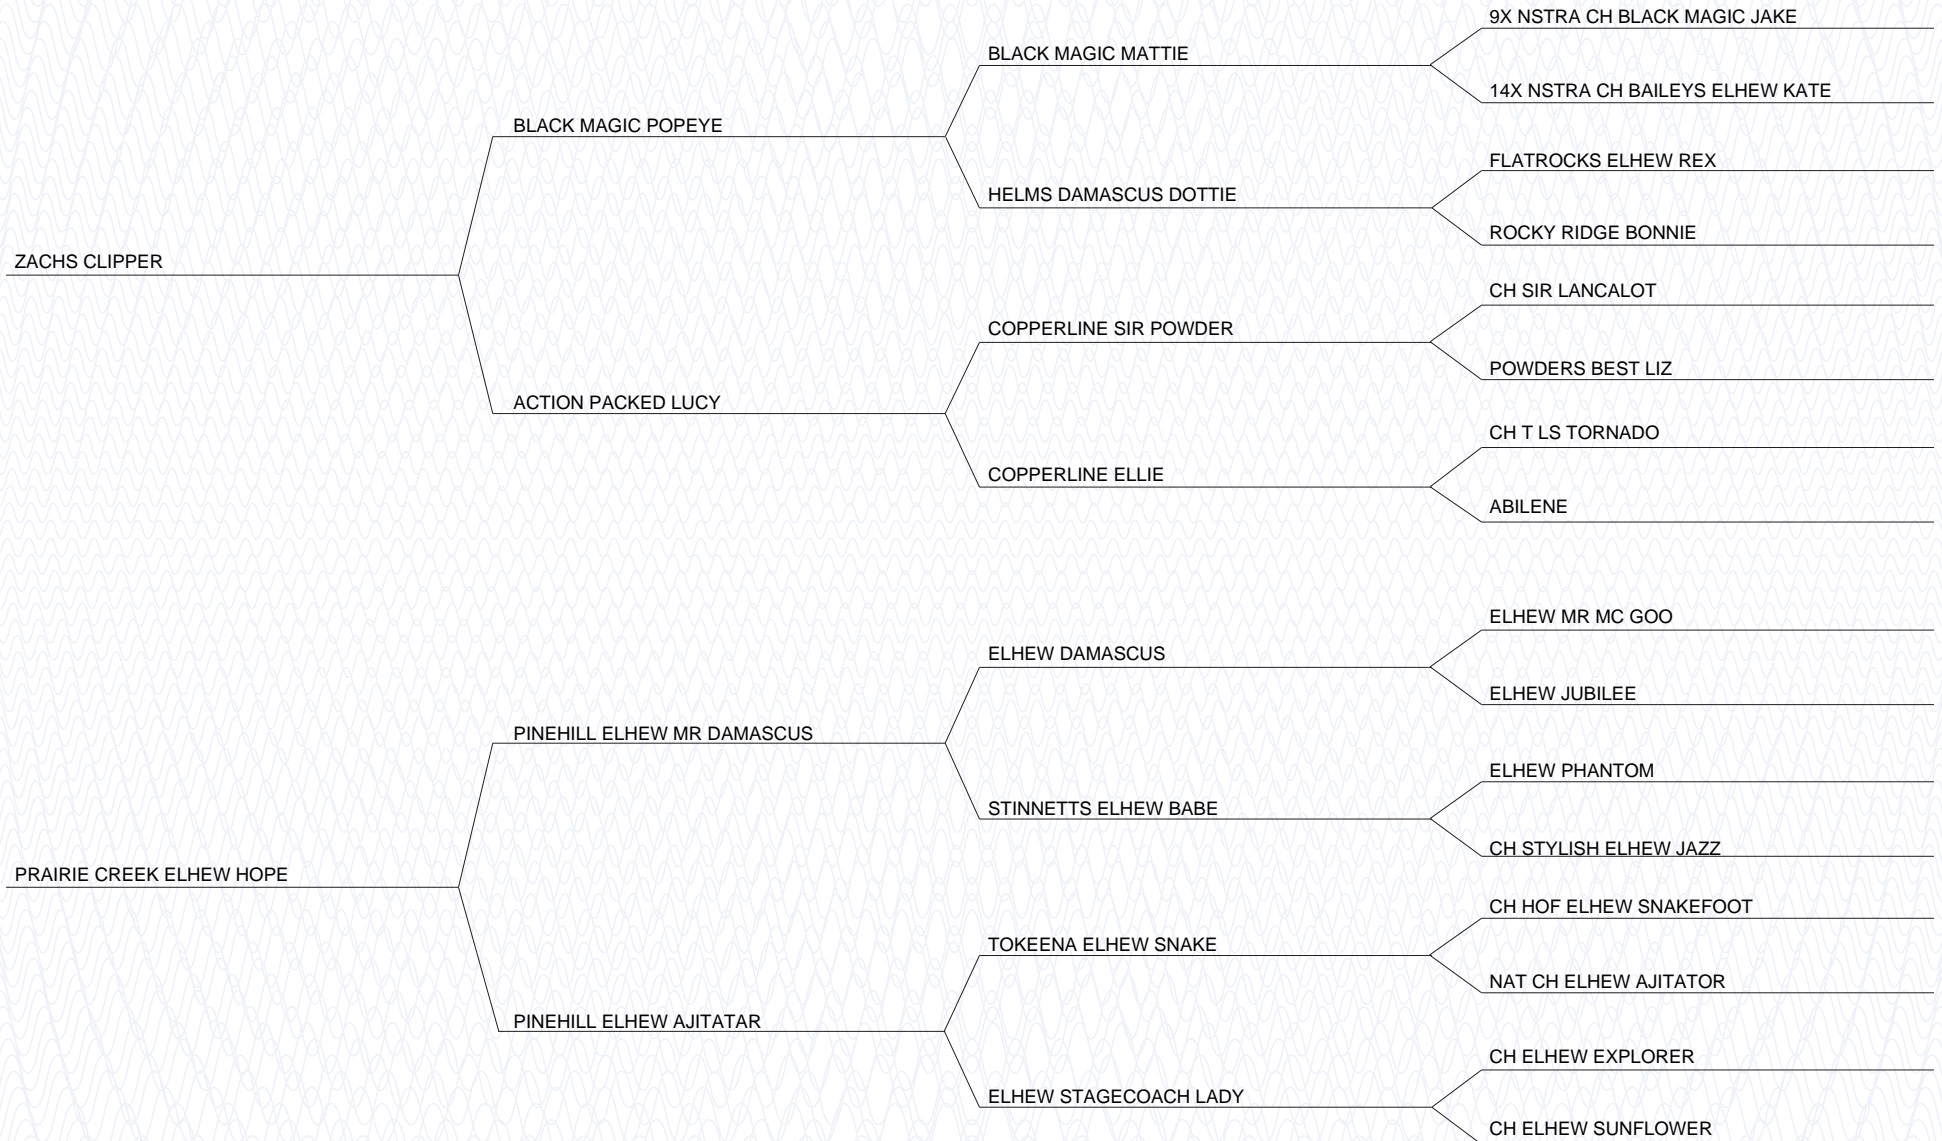 9X NSTRA CH BLACK MAGIC JAKE
BLACK MAGIC MATTIE
14X NSTRA CH BAILEYS ELHEW KATE
BLACK MAGIC POPEYE
FLATROCKS ELHEW REX
HELMS DAMASCUS DOTTIE
ROCKY RIDGE BONNIE
ZACHS CLIPPER
CH SIR LANCALOT
COPPERLINE SIR POWDER
POWDERS BEST LIZ
ACTION PACKED LUCY
CH T LS TORNADO
COPPERLINE ELLIE
ABILENE
ELHEW MR MC GOO
ELHEW DAMASCUS
ELHEW JUBILEE
PINEHILL ELHEW MR DAMASCUS
ELHEW PHANTOM
STINNETTS ELHEW BABE
CH STYLISH ELHEW JAZZ
PRAIRIE CREEK ELHEW HOPE
CH HOF ELHEW SNAKEFOOT
TOKEENA ELHEW SNAKE
NAT CH ELHEW AJITATOR
PINEHILL ELHEW AJITATAR
CH ELHEW EXPLORER
ELHEW STAGECOACH LADY
CH ELHEW SUNFLOWER